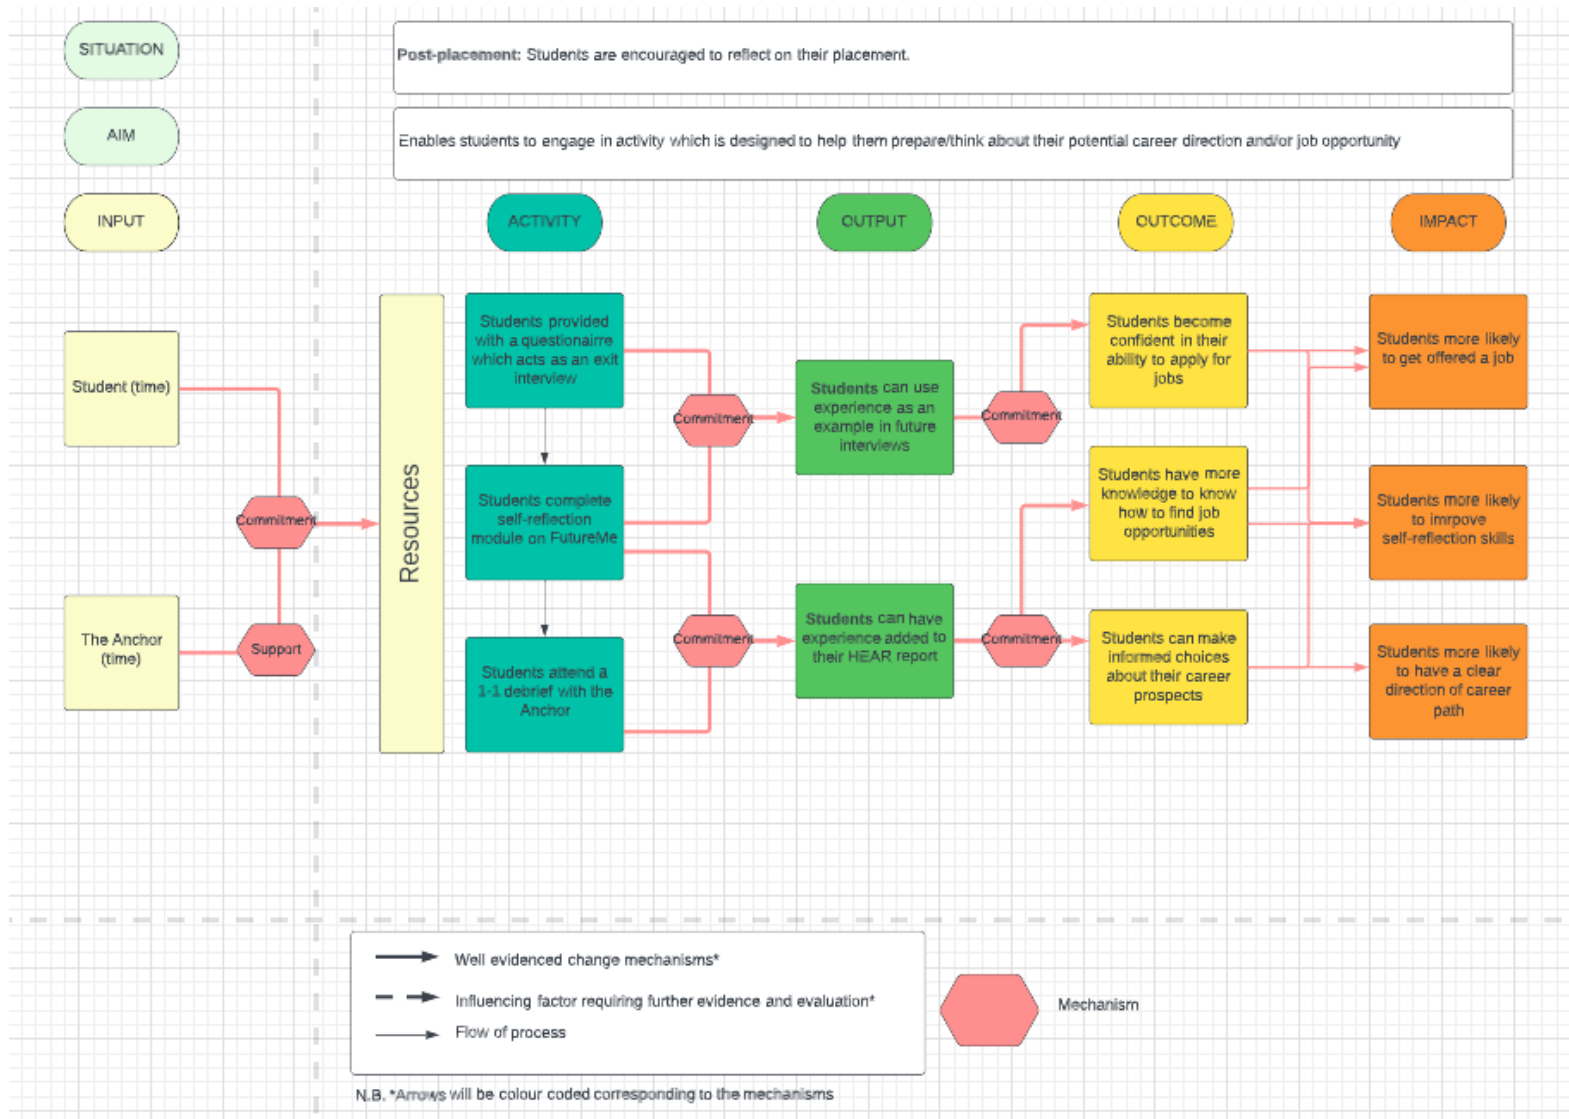 SITUATION
Post-placement: Students are encouraged to reflect on their placement.
AIM
Enables students to engage in activity which is designed to help them prepare/think about their potential career direction and/or job opportunity
INPUT
ACTIVITY
OUTPUT
OUTCOME
IMPACT
Student (time)
The Anchor
(time)
Commitment
Support
Resources
Students provided
with a questionairre
which acts as an exit
interview
Students complete
self-reflection
module on FutureMe
Students attend a
1-1 debrief with the
Anchor
Commitment
Commitment
Students can use
experience as an
example in future
interviews
Students can have
experience added to
their HEAR report
Commitment
Commitment
Students become
confident in their
ability to apply for
jobs
Students have more
knowledge to know
how to find job
opportunities
Students can make
informed choices
about their career
prospects
Students more likely
to get offered a job
Students more likely
to imrpove
self-reflection skills
Students more likely
to have a clear
direction of career
path
Well evidenced change mechanisms*
Influencing factor requiring further evidence and evaluation*
Flow of process
Mechanism
N.B. *Arrows will be colour coded corresponding to the mechanisms